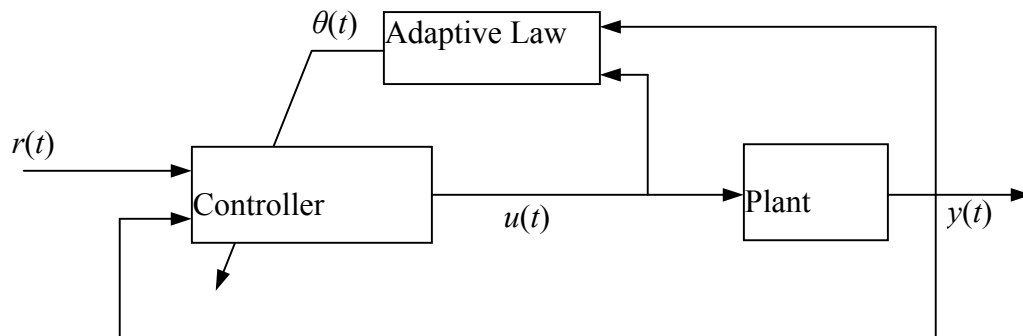 θ(t)
Adaptive Law
r(t)
Controller
u(t)
Plant
y(t)